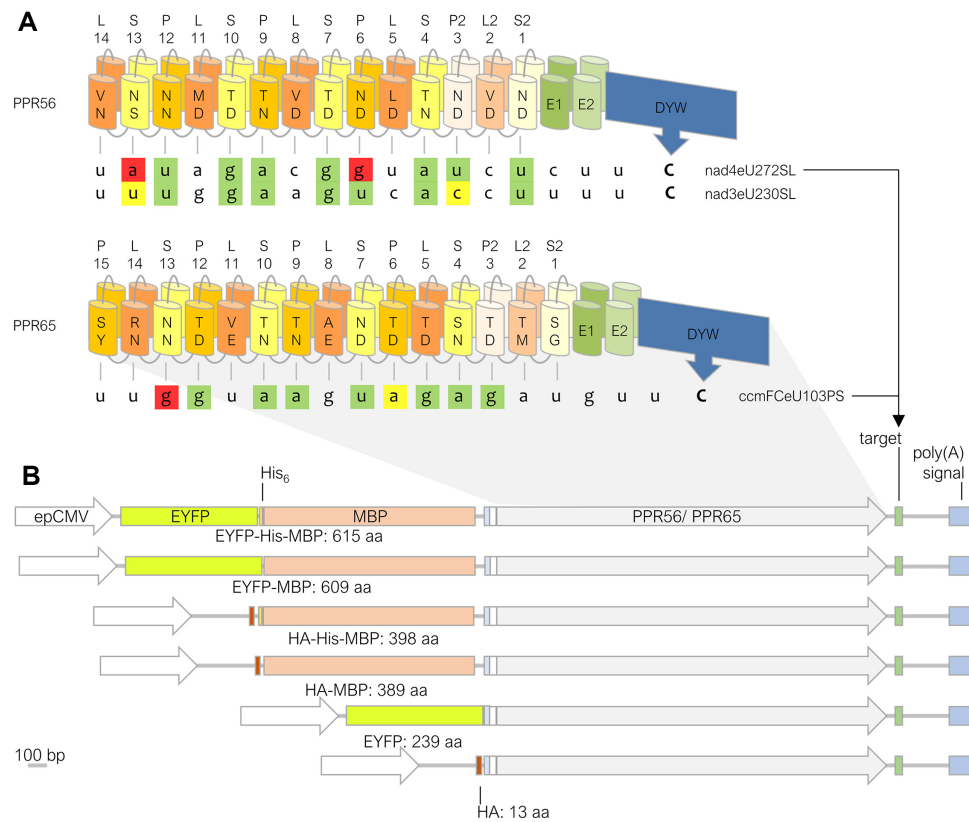 A
L S P L S P L S P L S P2 L2 S2
14 13 12 11 10 9 8 7 6 5 4 3 2 1
V N N M T T V T N L T N V N
N S N D D N D D D D N D D D
E1 E2 DYW
PPR56
u a u a g a c g g u a u c u c u u C nad4eU272SL
u u u g g a a g u c a c c u u u u C nad3eU230SL
P L S P L S P L S P L S P2 L2 S2
15 14 13 12 11 10 9 8 7 6 5 4 3 2 1
S R N T V T T A N T T S T T S
Y N N D E N N E D D D N D M G
E1 E2 DYW
PPR65
u u g g u a a g u a g a g a u g u u C ccmFCeU103PS
target
poly(A)
signal
B
His6
epCMV EYFP MBP PPR56/ PPR65
EYFP-His-MBP: 615 aa
EYFP-MBP: 609 aa
HA-His-MBP: 398 aa
HA-MBP: 389 aa
EYFP: 239 aa
100 bp
HA: 13 aa